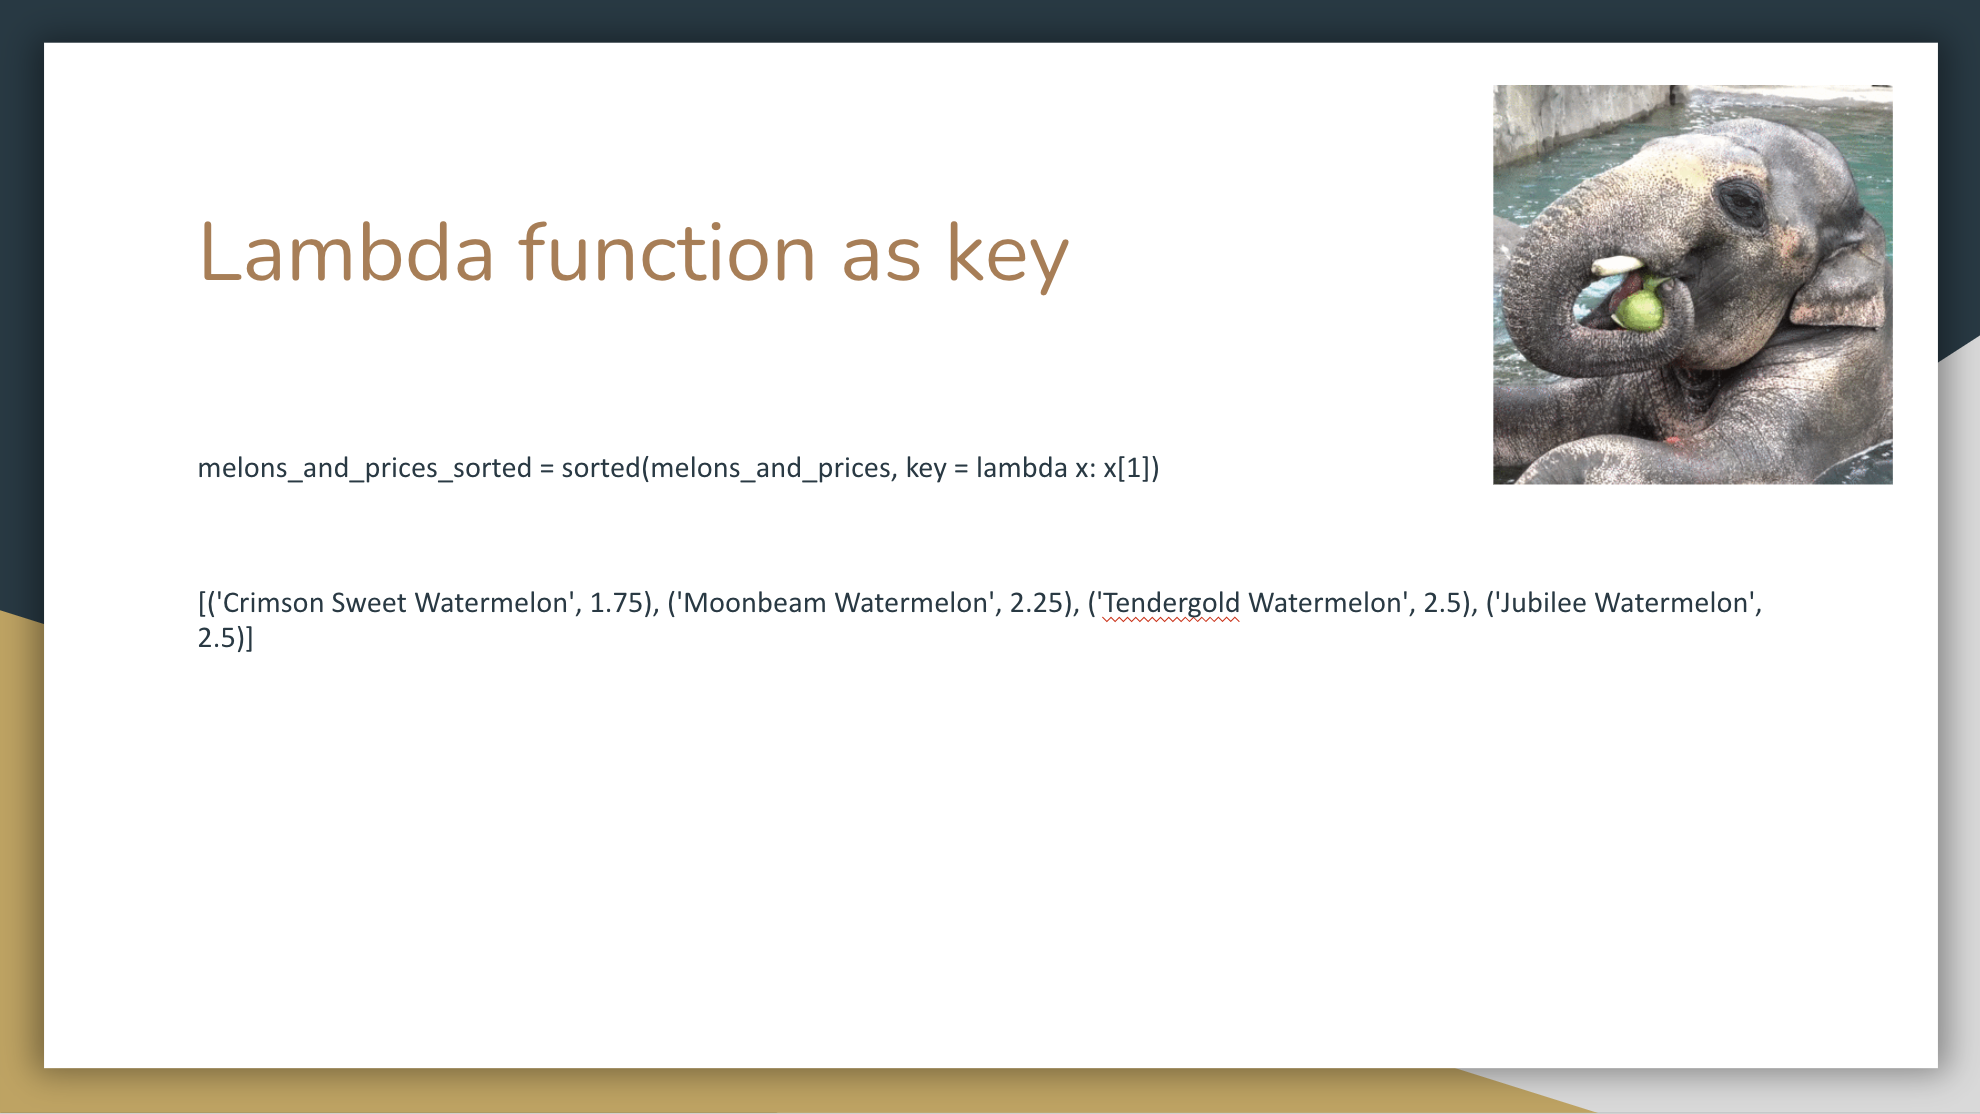 Lambda function as key
melons_and_prices_sorted = sorted(melons_and_prices, key = lambda x: x[1])
[('Crimson Sweet Watermelon', 1.75), ('Moonbeam Watermelon', 2.25), ('Tendergold Watermelon', 2.5), ('Jubilee Watermelon',
2.5)]